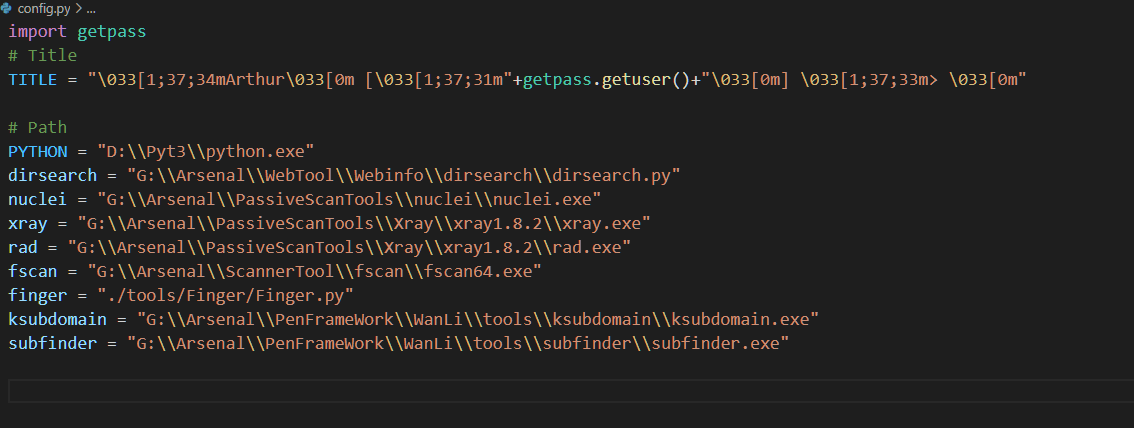 config.py > ...
import getpass
# Title
TITLE = "\033[1;37;34mArthur\033[0m [\033[1;37;31m"+getpass.getuser()+"\033[0m] \033[1;37;33m> \033[0m"
# Path
PYTHON = "D:\\Pyt3\\python.exe"
dirsearch = "G:\\Arsenal\\WebTool\\Webinfo\\dirsearch\\dirsearch.py"
nuclei = "G:\\Arsenal\\PassiveScanTools\\nuclei\\nuclei.exe"
xray = "G:\\Arsenal\\PassiveScanTools\\Xray\\xray1.8.2\\xray.exe"
rad = "G:\\Arsenal\\PassiveScanTools\\Xray\\xray1.8.2\\rad.exe"
fscan = "G:\\Arsenal\\ScannerTool\\fscan\\fscan64.exe"
finger = "./tools/Finger/Finger.py"
ksubdomain = "G:\\Arsenal\\PenFrameWork\\WanLi\\tools\\ksubdomain\\ksubdomain.exe"
subfinder = "G:\\Arsenal\\PenFrameWork\\WanLi\\tools\\subfinder\\subfinder.exe"